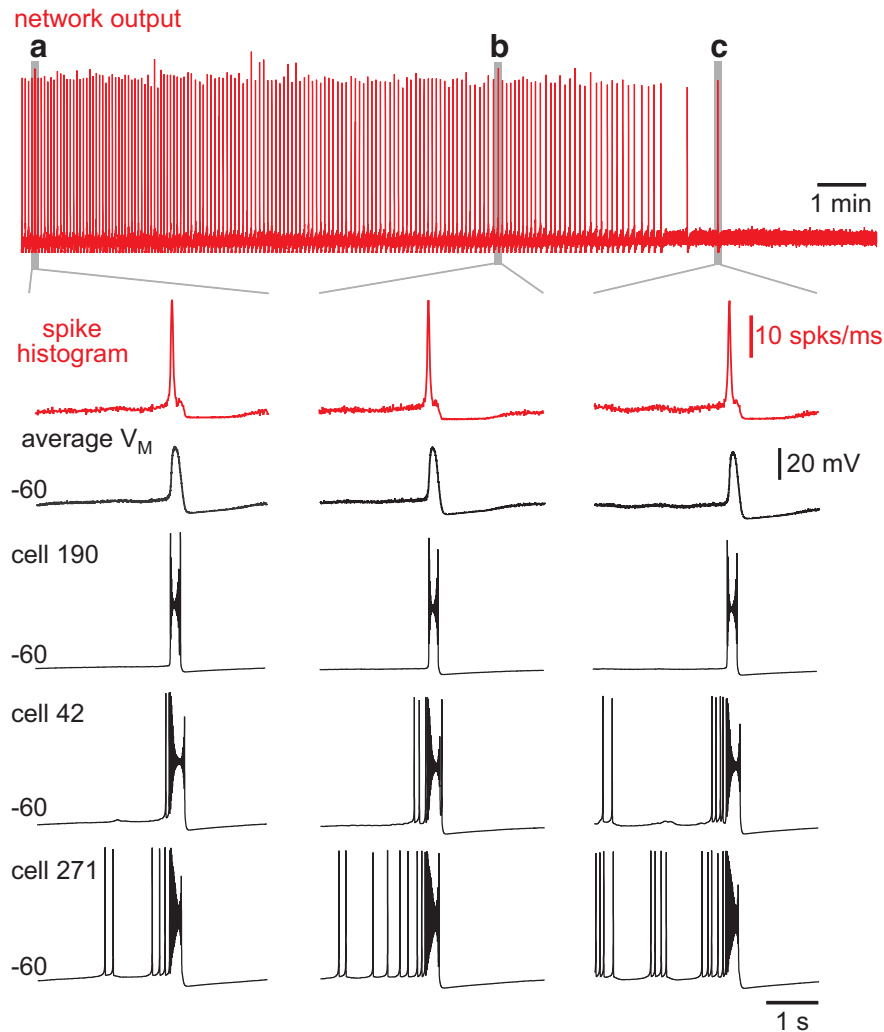 network output
a
b
c
1 min
spike
histogram
10 spks/ms
average VM
-60
20 mV
cell 190
-60
cell 42
-60
cell 271
-60
1 s